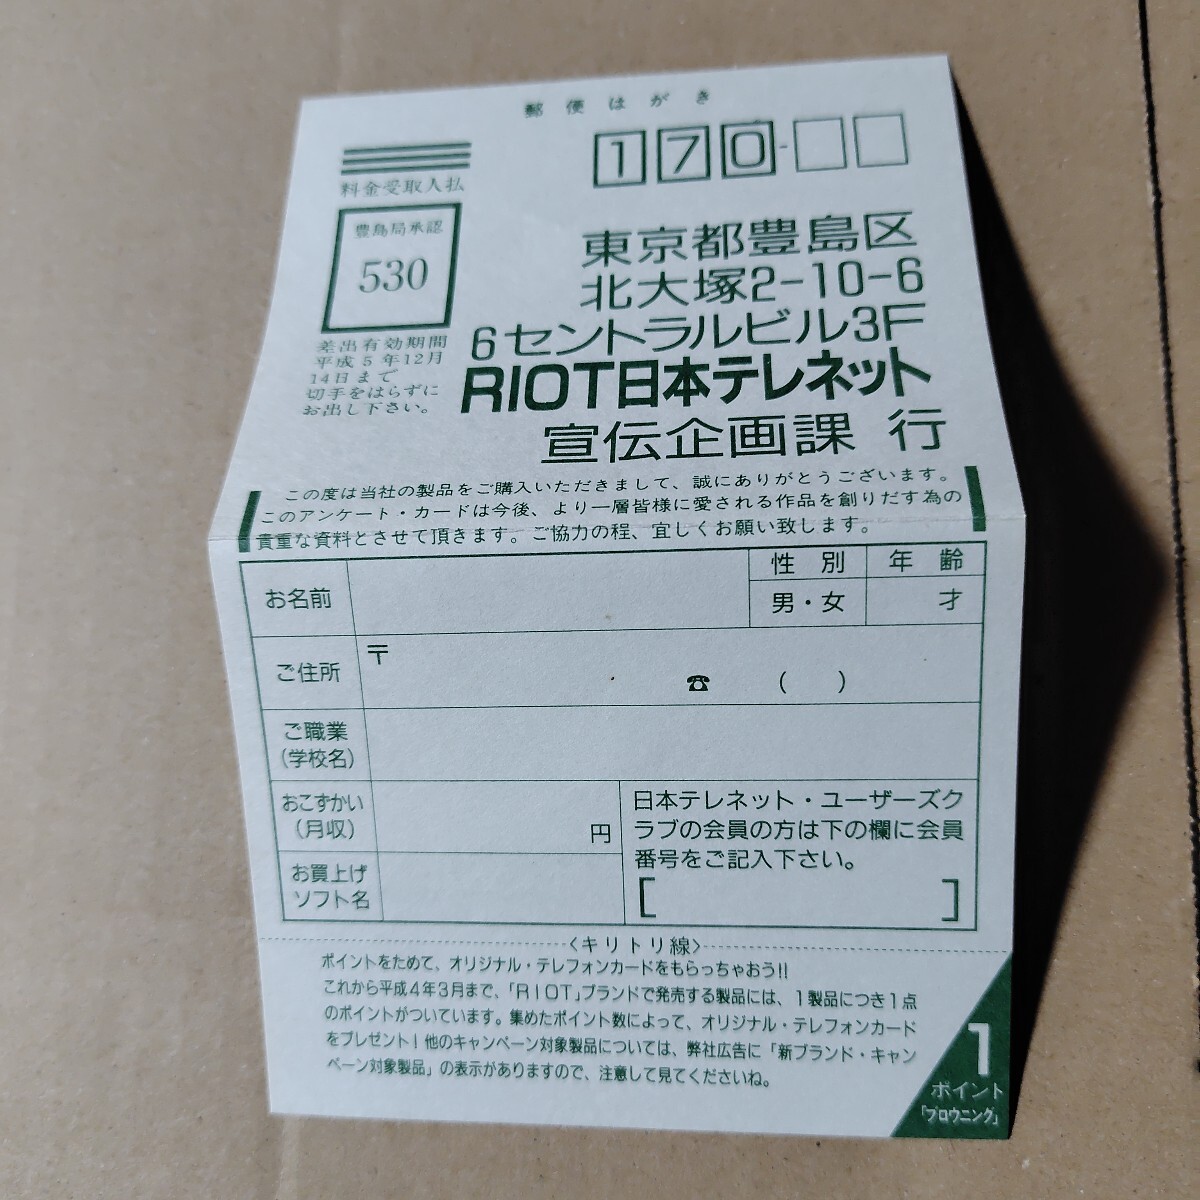 郵便はがき
170-
料金受取人払
豊島局承認
530
差出有効期間
平成5年12月
14日まで
切手をはらずに
お出し下さい。
東京都豊島区
北大塚2-10-6
6セントラルビル3F
RIOT日本テレネット
宣伝企画課 行
この度は当社の製品をご購入いただきまして、誠にありがとうございます。
このアンケート・カードは今後、より一層皆様に愛される作品を創りだす為の
貴重な資料とさせて頂きます。ご協力の程、宜しくお願い致します。
お名前
性 別
年 齢
男・女
才
ご住所
〒
☎ ( )
ご職業
(学校名)
おこずかい
(月収)
円
お買上げ
ソフト名
日本テレネット・ユーザーズク
ラブの会員の方は下の欄に会員
番号をご記入下さい。
[ ]
〈キリトリ線〉
ポイントをためて、オリジナル・テレフォンカードをもらっちゃおう!!
これから平成4年3月まで、「RIOT」ブランドで発売する製品には、1製品につき1点
のポイントがついています。集めたポイント数によって、オリジナル・テレフォンカード
をプレゼント!他のキャンペーン対象製品については、弊社広告に「新ブランド・キャン
ペーン対象製品」の表示がありますので、注意して見てくださいね。
1
ポイント
「ブロウニング」